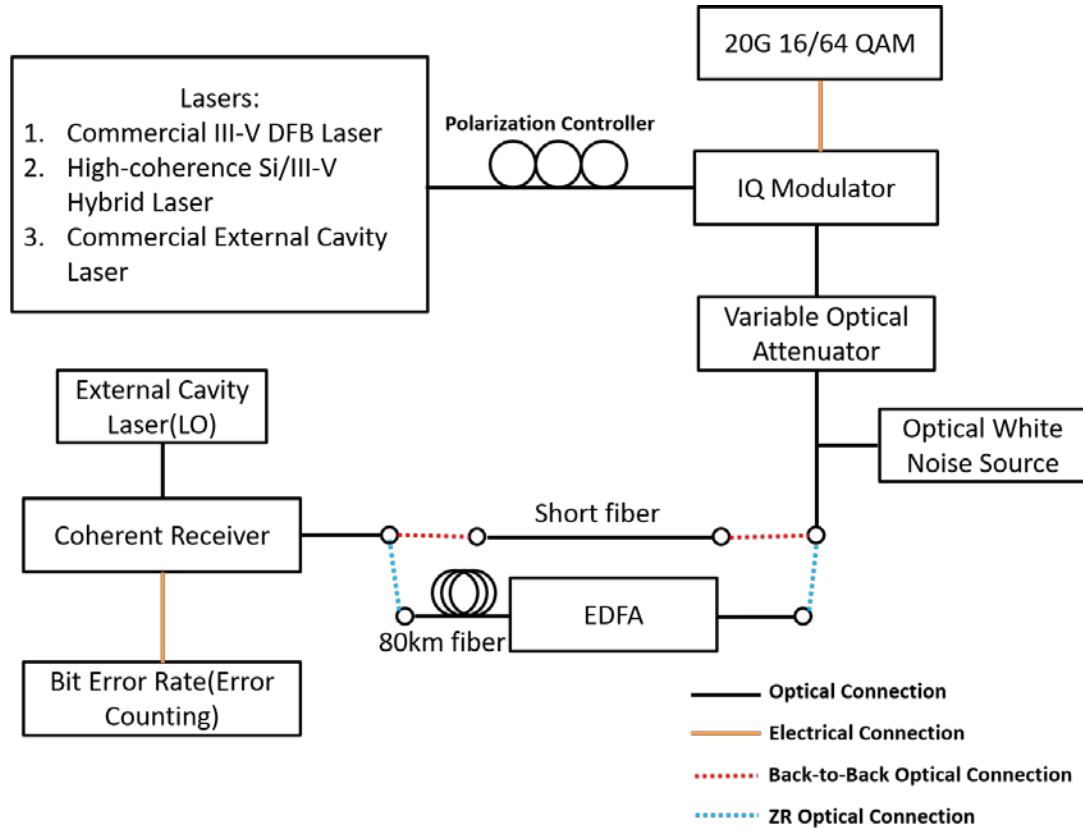 20G 16/64 QAM
Lasers:
1. Commercial III-V DFB Laser
2. High-coherence Si/III-V
Hybrid Laser
3. Commercial External Cavity
Laser
Polarization Controller
IQ Modulator
Variable Optical
Attenuator
External Cavity
Laser(LO)
Optical White
Noise Source
Coherent Receiver
Short fiber
EDFA
80km fiber
Bit Error Rate(Error
Counting)
Optical Connection
Electrical Connection
Back-to-Back Optical Connection
ZR Optical Connection